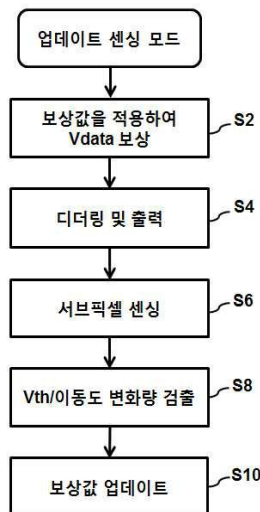 업데이트 센싱 모드
보상값을 적용하여
Vdata 보상
S2
디더링 및 출력
S4
서브픽셀 센싱
S6
Vth/이동도 변화량 검출
S8
보상값 업데이트
S10